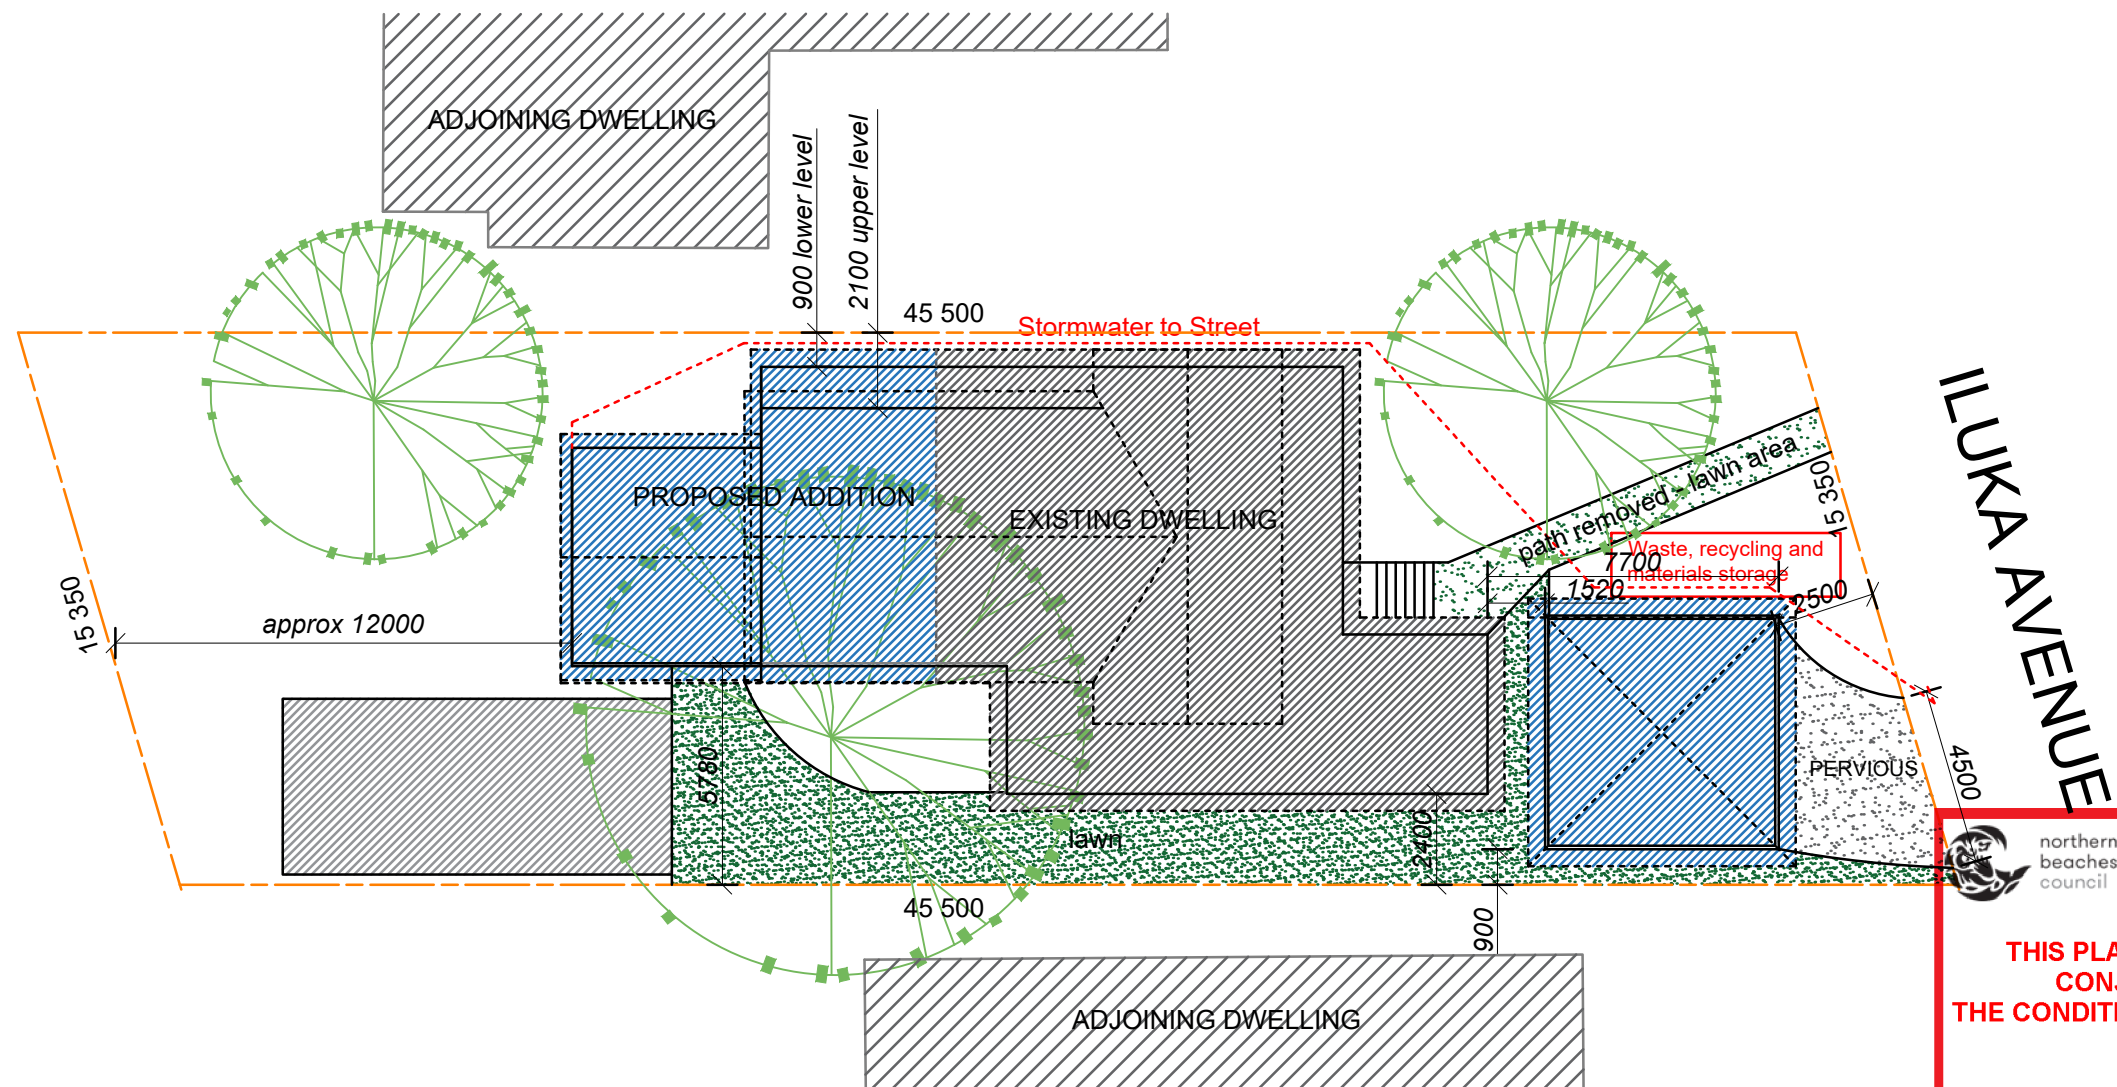 ADJOINING DWELLING
900 lower level
2100 upper level
45 500
Stormwater to Street
ILUKA AVENUE
PROPOSED ADDITION
EXISTING DWELLING
path removed - lawn area
15 350
Waste, recycling and
materials storage
7700
1520
2500
15 350
approx 12000
5780
PERVIOUS
4500
lawn
2400
northern
beaches
council
45 500
900
THIS PLA
CON
THE CONDITI
ADJOINING DWELLING